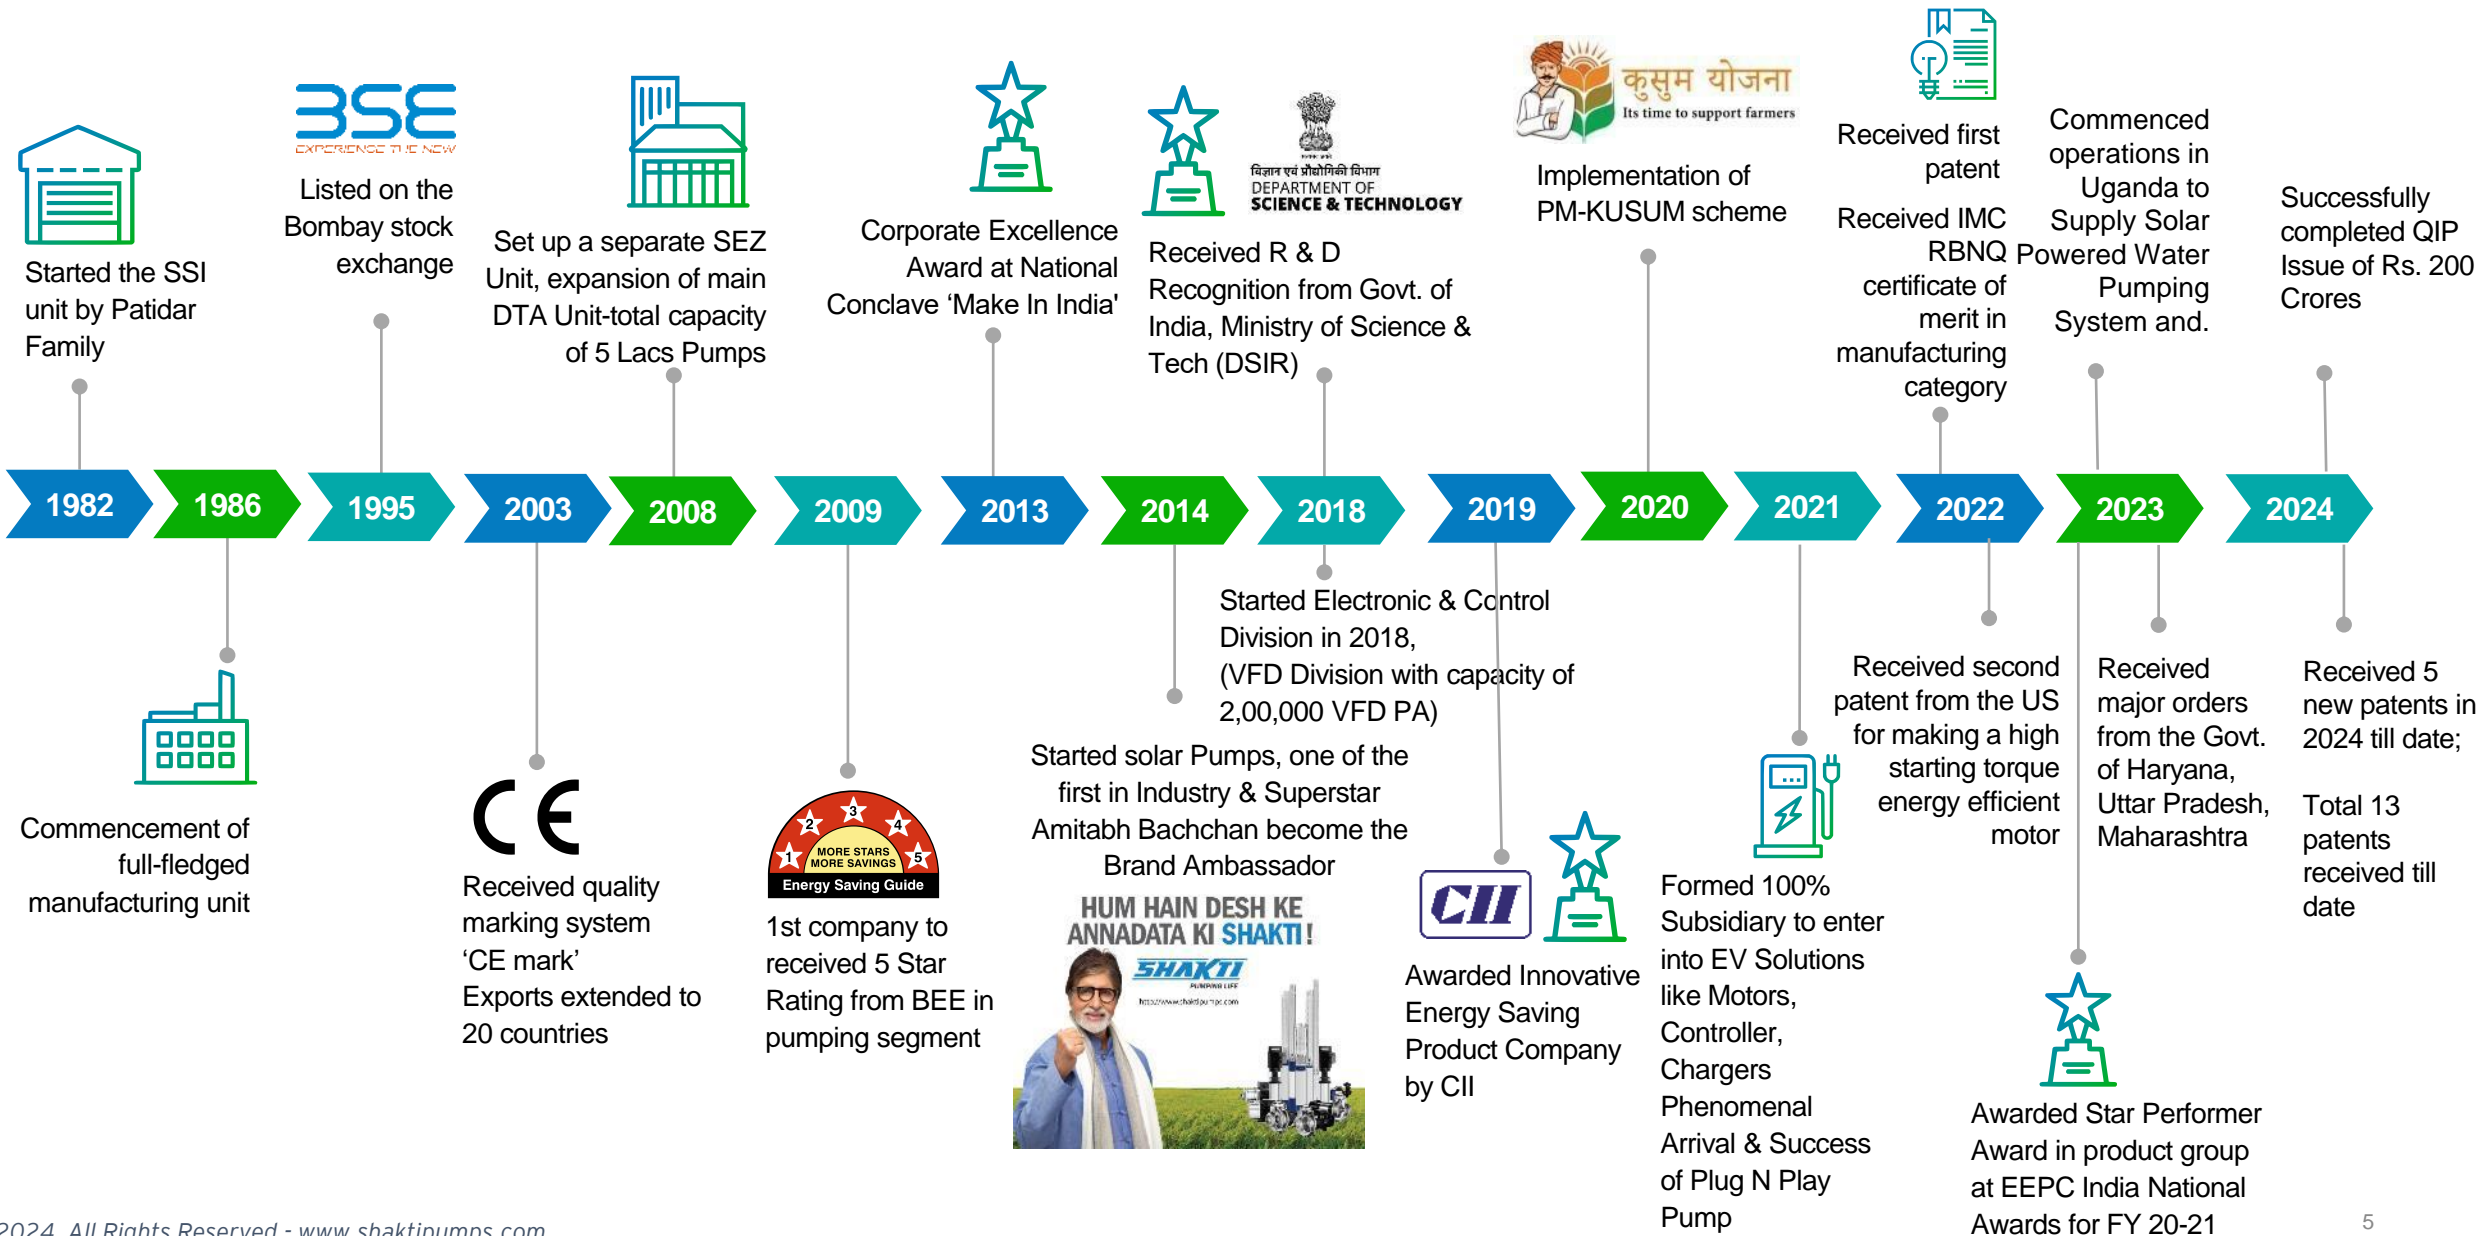 BSE
EXPERIENCE THE NEW
Started the SSI
unit by Patidar
Family
Listed on the
Bombay stock
exchange
Set up a separate SEZ
Unit, expansion of main
DTA Unit-total capacity
of 5 Lacs Pumps
Corporate Excellence
Award at National
Conclave ‘Make In India'
विज्ञान एवं प्रौद्योगिकी विभाग
DEPARTMENT OF
SCIENCE & TECHNOLOGY
Received R & D
Recognition from Govt. of
India, Ministry of Science &
Tech (DSIR)
कुसुम योजना
Its time to support farmers
Implementation of
PM-KUSUM scheme
Received first
patent
Received IMC
RBNQ
certificate of
merit in
manufacturing
category
Commenced
operations in
Uganda to
Supply Solar
Powered Water
Pumping
System and.
Successfully
completed QIP
Issue of Rs. 200
Crores
1982
1986
1995
2003
2008
2009
2013
2014
2018
2019
2020
2021
2022
2023
2024
Commencement of
full-fledged
manufacturing unit
CE
Received quality
marking system
‘CE mark’
Exports extended to
20 countries
1 2 3 4 5
MORE STARS
MORE SAVINGS
Energy Saving Guide
1st company to
received 5 Star
Rating from BEE in
pumping segment
Started solar Pumps, one of the
first in Industry & Superstar
Amitabh Bachchan become the
Brand Ambassador
HUM HAIN DESH KE
ANNADATA KI SHAKTI!
SHAKTI
PUMPING LIFE
http://www.shaktipumps.com
Started Electronic & Control
Division in 2018,
(VFD Division with capacity of
2,00,000 VFD PA)
CII
Awarded Innovative
Energy Saving
Product Company
by CII
Formed 100%
Subsidiary to enter
into EV Solutions
like Motors,
Controller,
Chargers
Phenomenal
Arrival & Success
of Plug N Play
Pump
Received second
patent from the US
for making a high
starting torque
energy efficient
motor
Received
major orders
from the Govt.
of Haryana,
Uttar Pradesh,
Maharashtra
Awarded Star Performer
Award in product group
at EEPC India National
Awards for FY 20-21
Received 5
new patents in
2024 till date;
Total 13
patents
received till
date
2024. All Rights Reserved - www.shaktipumps.com
5